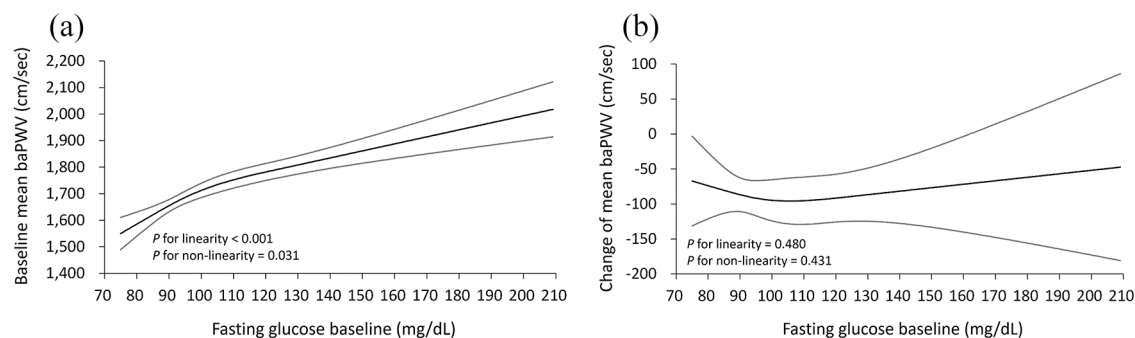 (a)
Baseline mean baPWV (cm/sec)
2,200
2,100
2,000
1,900
1,800
1,700
1,600
1,500
1,400
P for linearity < 0.001
P for non-linearity = 0.031
70 80 90 100 110 120 130 140 150 160 170 180 190 200 210
Fasting glucose baseline (mg/dL)
(b)
Change of mean baPWV (cm/sec)
100
50
0
-50
-100
-150
-200
P for linearity = 0.480
P for non-linearity = 0.431
70 80 90 100 110 120 130 140 150 160 170 180 190 200 210
Fasting glucose baseline (mg/dL)